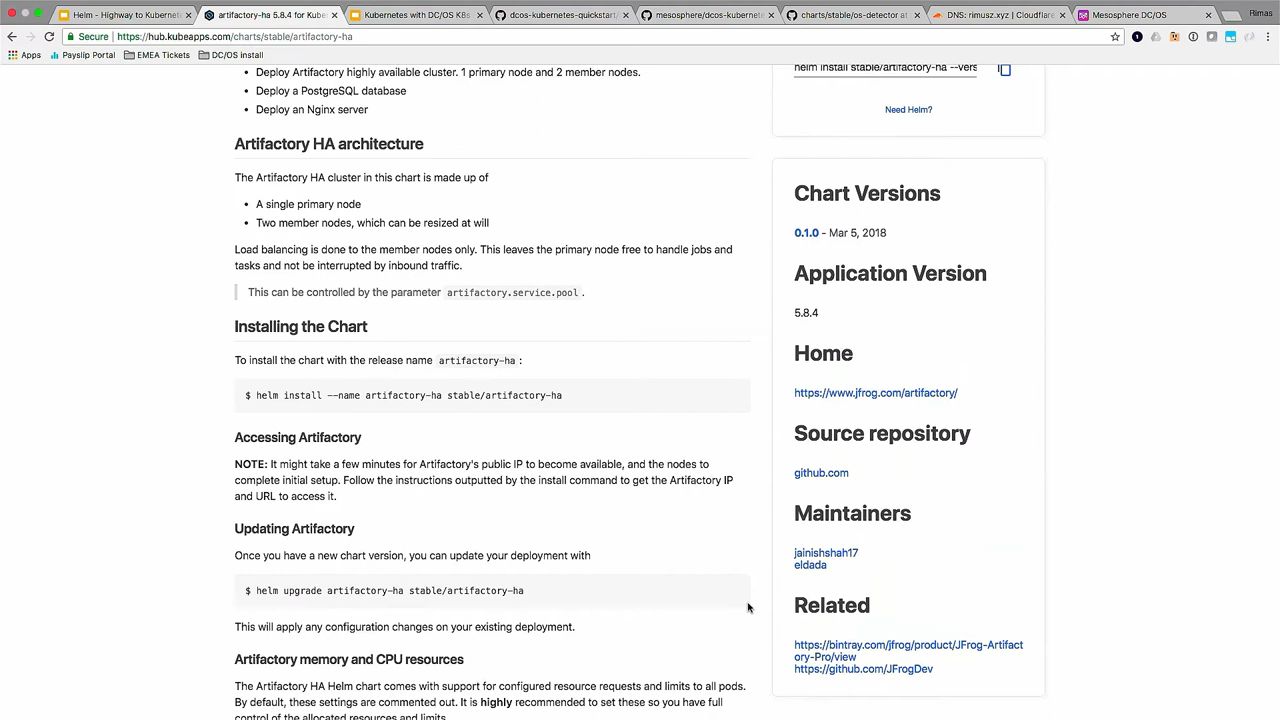 Helm - Highway to Kubernetes
artifactory-ha 5.8.4 for Kube
Kubernetes with DC/OS K8s
dcos-kubernetes-quickstart/
mesosphere/dcos-kubernete
charts/stable/os-detector at
DNS: rimusz.xyz | Cloudflare
Mesosphere DC/OS
Rimas
Secure | https://hub.kubeapps.com/charts/stable/artifactory-ha
Apps
Payslip Portal
EMEA Tickets
DC/OS install
• Deploy Artifactory highly available cluster. 1 primary node and 2 member nodes.
• Deploy a PostgreSQL database
• Deploy an Nginx server
Artifactory HA architecture
The Artifactory HA cluster in this chart is made up of
• A single primary node
• Two member nodes, which can be resized at will
Load balancing is done to the member nodes only. This leaves the primary node free to handle jobs and
tasks and not be interrupted by inbound traffic.
This can be controlled by the parameter artifactory.service.pool.
Installing the Chart
To install the chart with the release name artifactory-ha :
$ helm install --name artifactory-ha stable/artifactory-ha
Accessing Artifactory
NOTE: It might take a few minutes for Artifactory's public IP to become available, and the nodes to
complete initial setup. Follow the instructions outputted by the install command to get the Artifactory IP
and URL to access it.
Updating Artifactory
Once you have a new chart version, you can update your deployment with
$ helm upgrade artifactory-ha stable/artifactory-ha
This will apply any configuration changes on your existing deployment.
Artifactory memory and CPU resources
The Artifactory HA Helm chart comes with support for configured resource requests and limits to all pods.
By default, these settings are commented out. It is highly recommended to set these so you have full
control of the allocated resources and limits.
helm install stable/artifactory-ha --vers
Need Helm?
Chart Versions
0.1.0 - Mar 5, 2018
Application Version
5.8.4
Home
https://www.jfrog.com/artifactory/
Source repository
github.com
Maintainers
jainishshah17
eldada
Related
https://bintray.com/jfrog/product/JFrog-Artifact
ory-Pro/view
https://github.com/JFrogDev